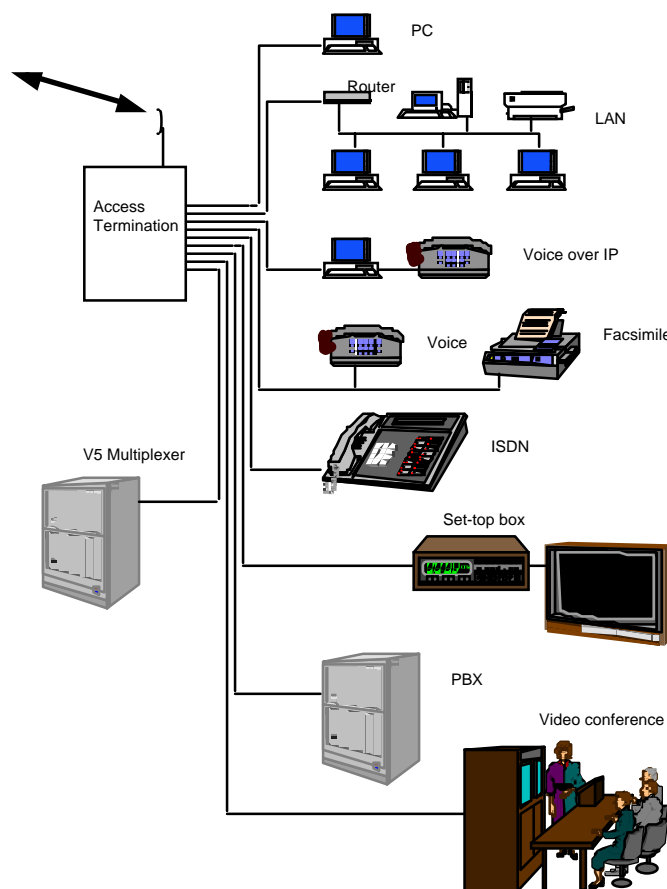 PC
Router
LAN
Access
Termination
Voice over IP
Voice
Facsimile
V5 Multiplexer
ISDN
Set-top box
PBX
Video conference